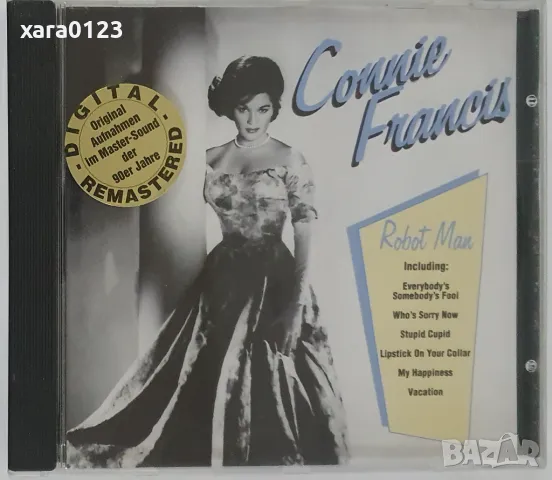 xara0123
DIGITAL
REMASTERED
Original
Aufnahmen
Im Master-Sound
der
90er Jahre
Connie
Francis
Robot Man
Including:
Everybody's
Somebody's Fool
Who's Sorry Now
Stupid Cupid
Lipstick On Your Collar
My Happiness
Vacation
BAZAR